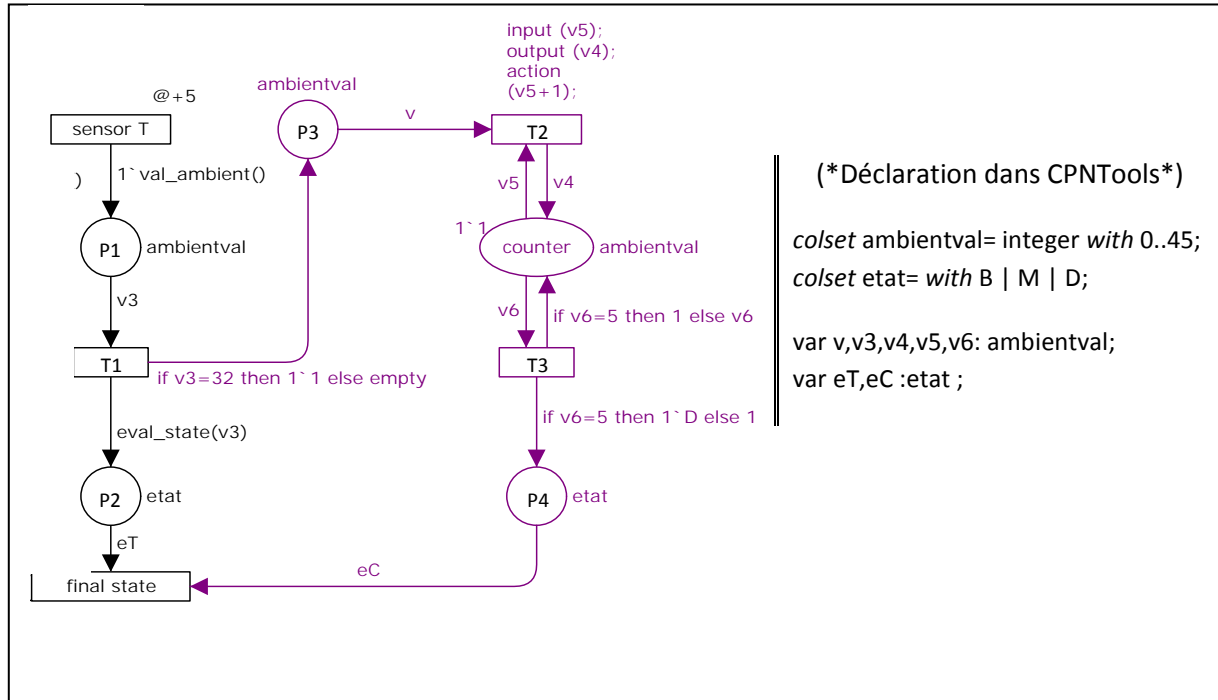 @+5
sensor T
)
1`val_ambient()
P1
ambientval
v3
T1
if v3=32 then 1`1 else empty
eval_state(v3)
P2
etat
eT
final state
ambientval
P3
v
input (v5);
output (v4);
action
(v5+1);
T2
v5
v4
1`1
counter
ambientval
v6
if v6=5 then 1 else v6
T3
if v6=5 then 1`D else 1
P4
etat
eC
(*Déclaration dans CPNTools*)
colset ambientval= integer with 0..45;
colset etat= with B | M | D;
var v,v3,v4,v5,v6: ambientval;
var eT,eC :etat ;